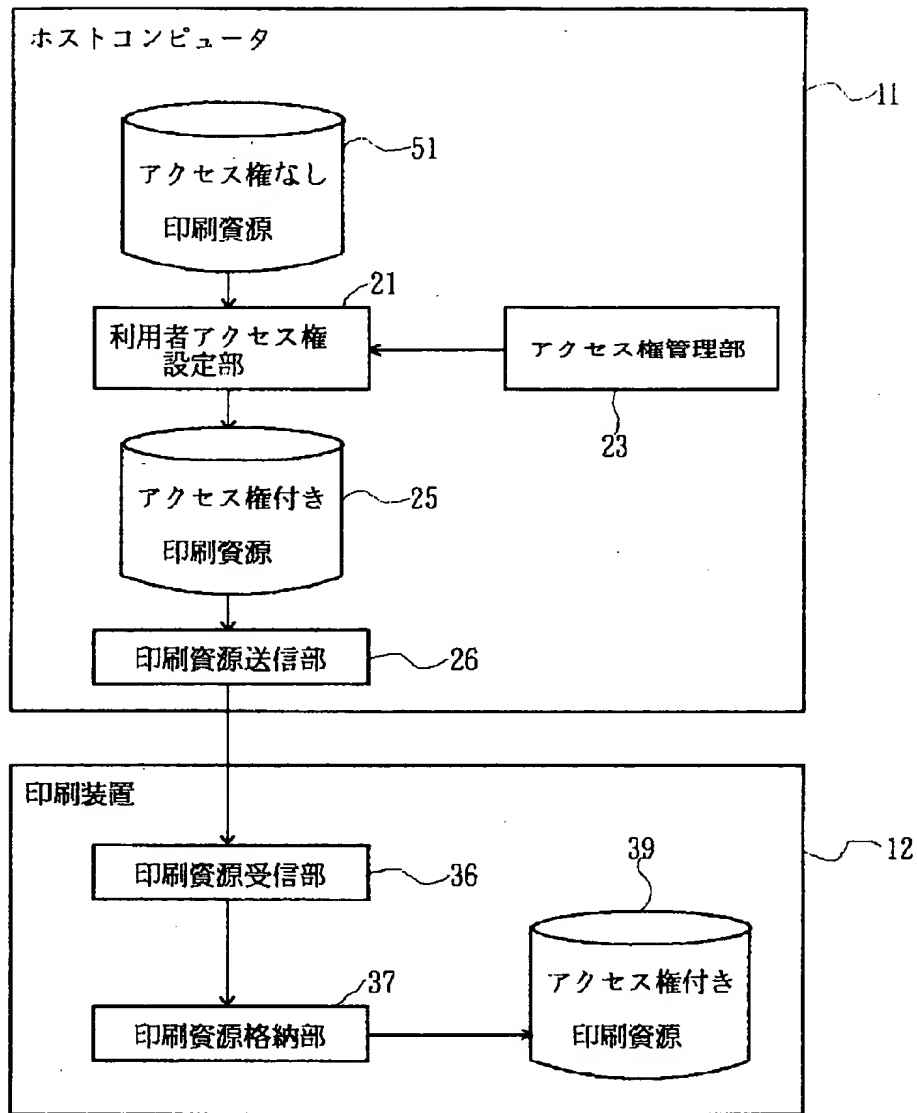 ホストコンピュータ
11
51
アクセス権なし
印刷資源
21
利用者アクセス権
設定部
アクセス権管理部
23
アクセス権付き
印刷資源
25
印刷資源送信部
26
印刷装置
12
印刷資源受信部
36
39
アクセス権付き
印刷資源
37
印刷資源格納部